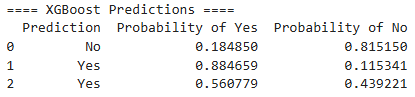 ==== XGBoost Predictions ====
Prediction Probability of Yes Probability of No
0 No 0.184850 0.815150
1 Yes 0.884659 0.115341
2 Yes 0.560779 0.439221